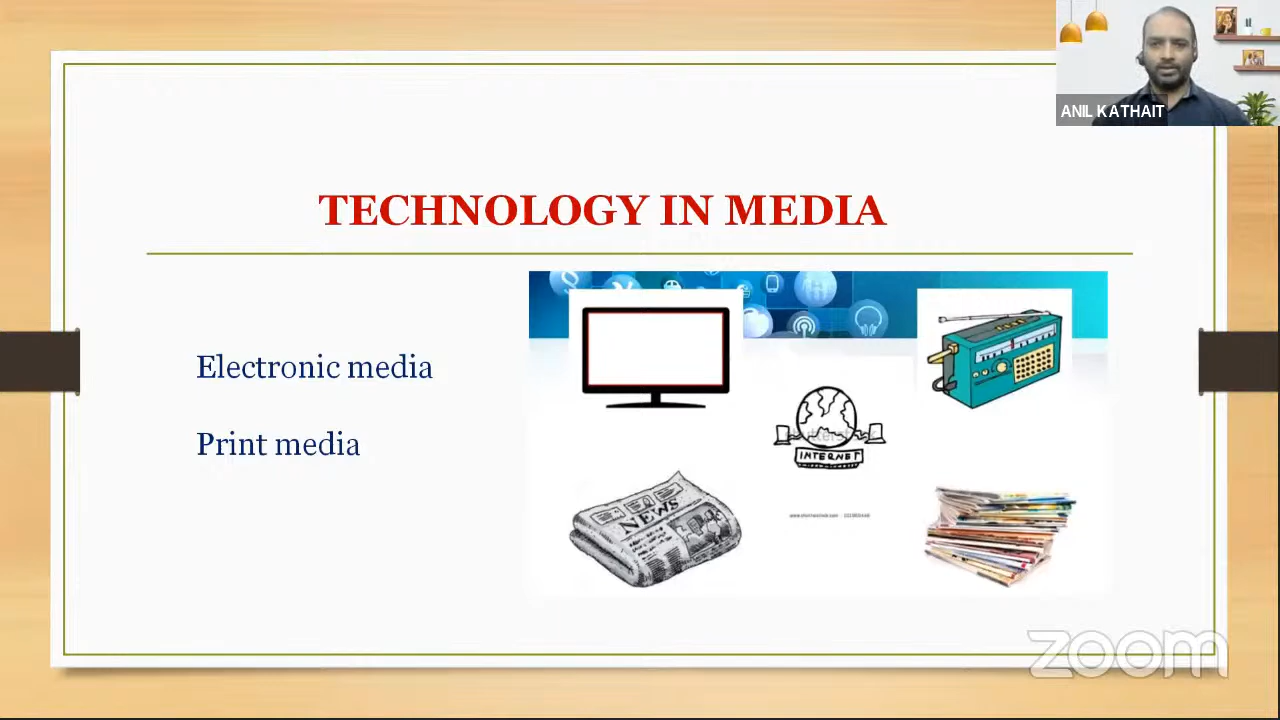 ANIL KATHAIT
TECHNOLOGY IN MEDIA
Electronic media
Print media
NEWS
INTERNET
zoom